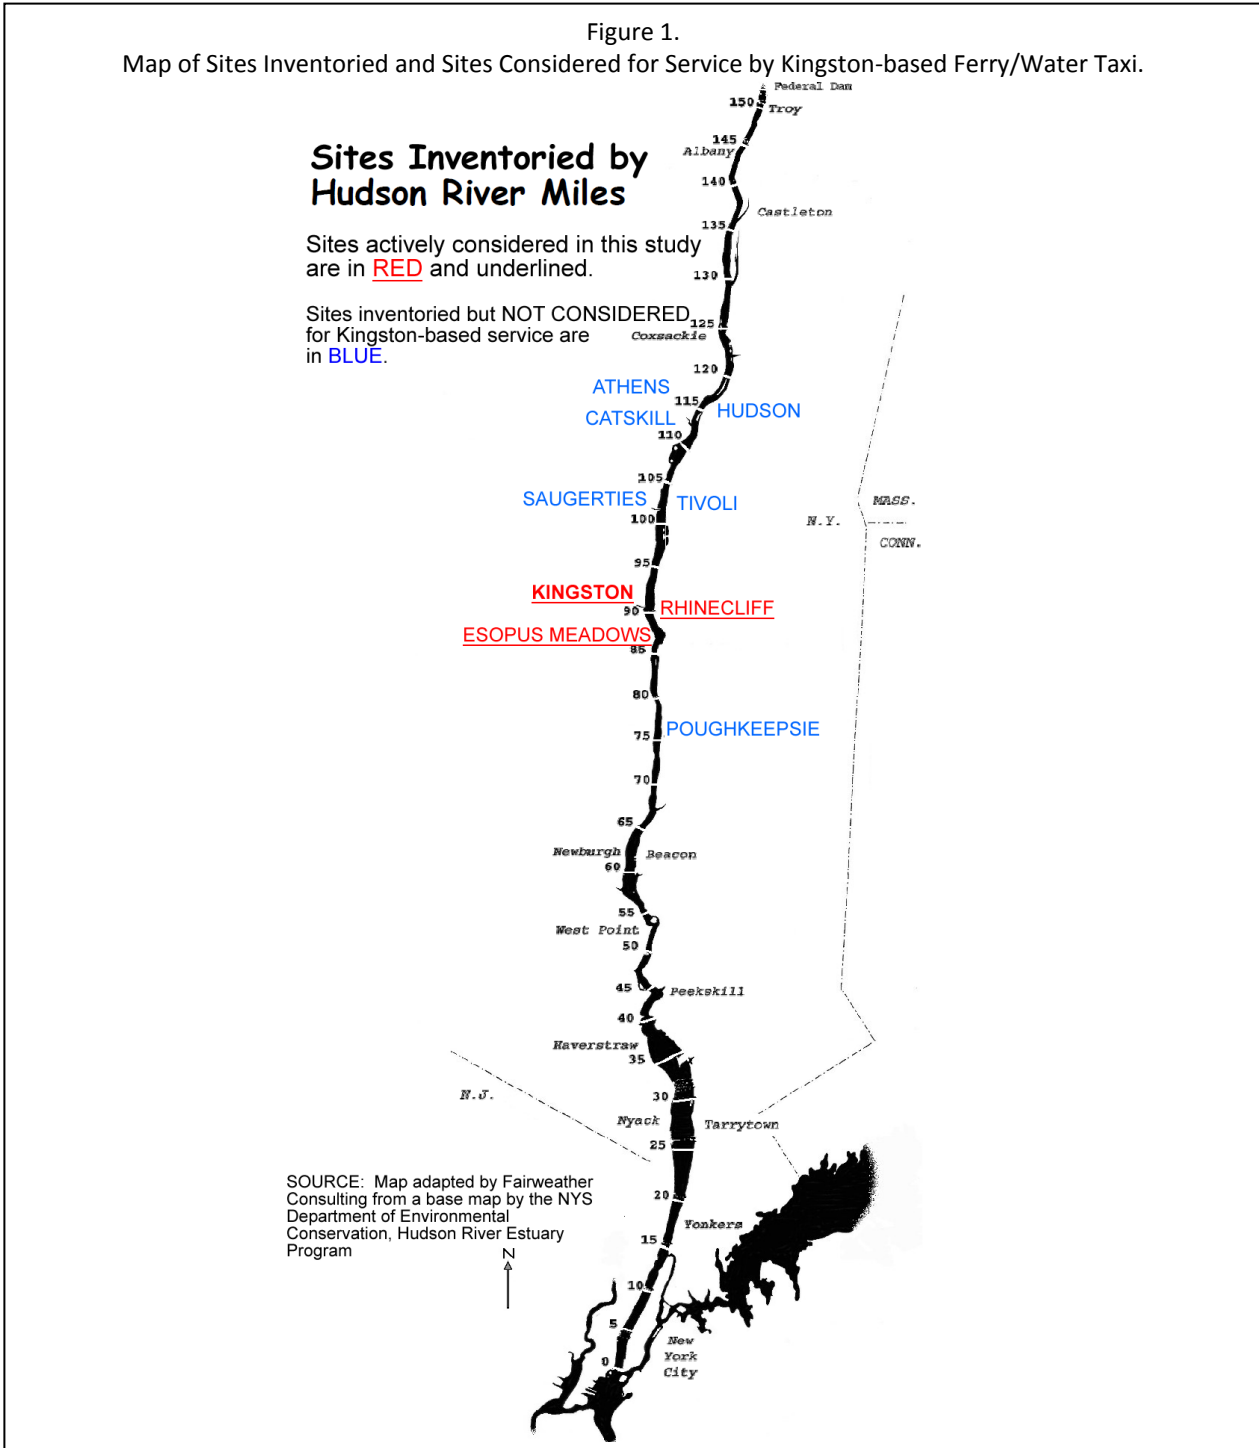 Figure 1.
Map of Sites Inventoried and Sites Considered for Service by Kingston-based Ferry/Water Taxi.
Federal Dam
150
Troy
Sites Inventoried by
Hudson River Miles
145
Albany
140
Castleton
135
Sites actively considered in this study
are in RED and underlined.
130
Sites inventoried but NOT CONSIDERED
for Kingston-based service are
in BLUE.
125
Coxsackie
120
ATHENS
115
HUDSON
CATSKILL
110
105
SAUGERTIES
TIVOLI
MASS.
100
N.Y.
CONN.
95
KINGSTON
90
RHINECLIFF
ESOPUS MEADOWS
85
80
POUGHKEEPSIE
75
70
65
Newburgh
Beacon
60
55
West Point
50
45
Peekskill
40
Haverstraw
35
30
N.J.
Nyack
Tarrytown
25
SOURCE: Map adapted by Fairweather
Consulting from a base map by the NYS
Department of Environmental
Conservation, Hudson River Estuary
Program
20
Yonkers
15
N
10
5
New
York
City
0